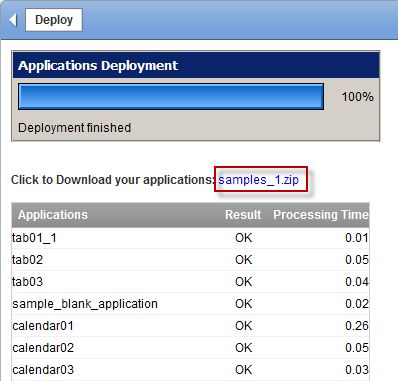 Deploy
Applications Deployment
100%
Deployment finished
Click to Download your applications: samples_1.zip
Applications Result Processing Time
tab01_1 OK 0.01
tab02 OK 0.05
tab03 OK 0.04
sample_blank_application OK 0.02
calendar01 OK 0.26
calendar02 OK 0.05
calendar03 OK 0.03